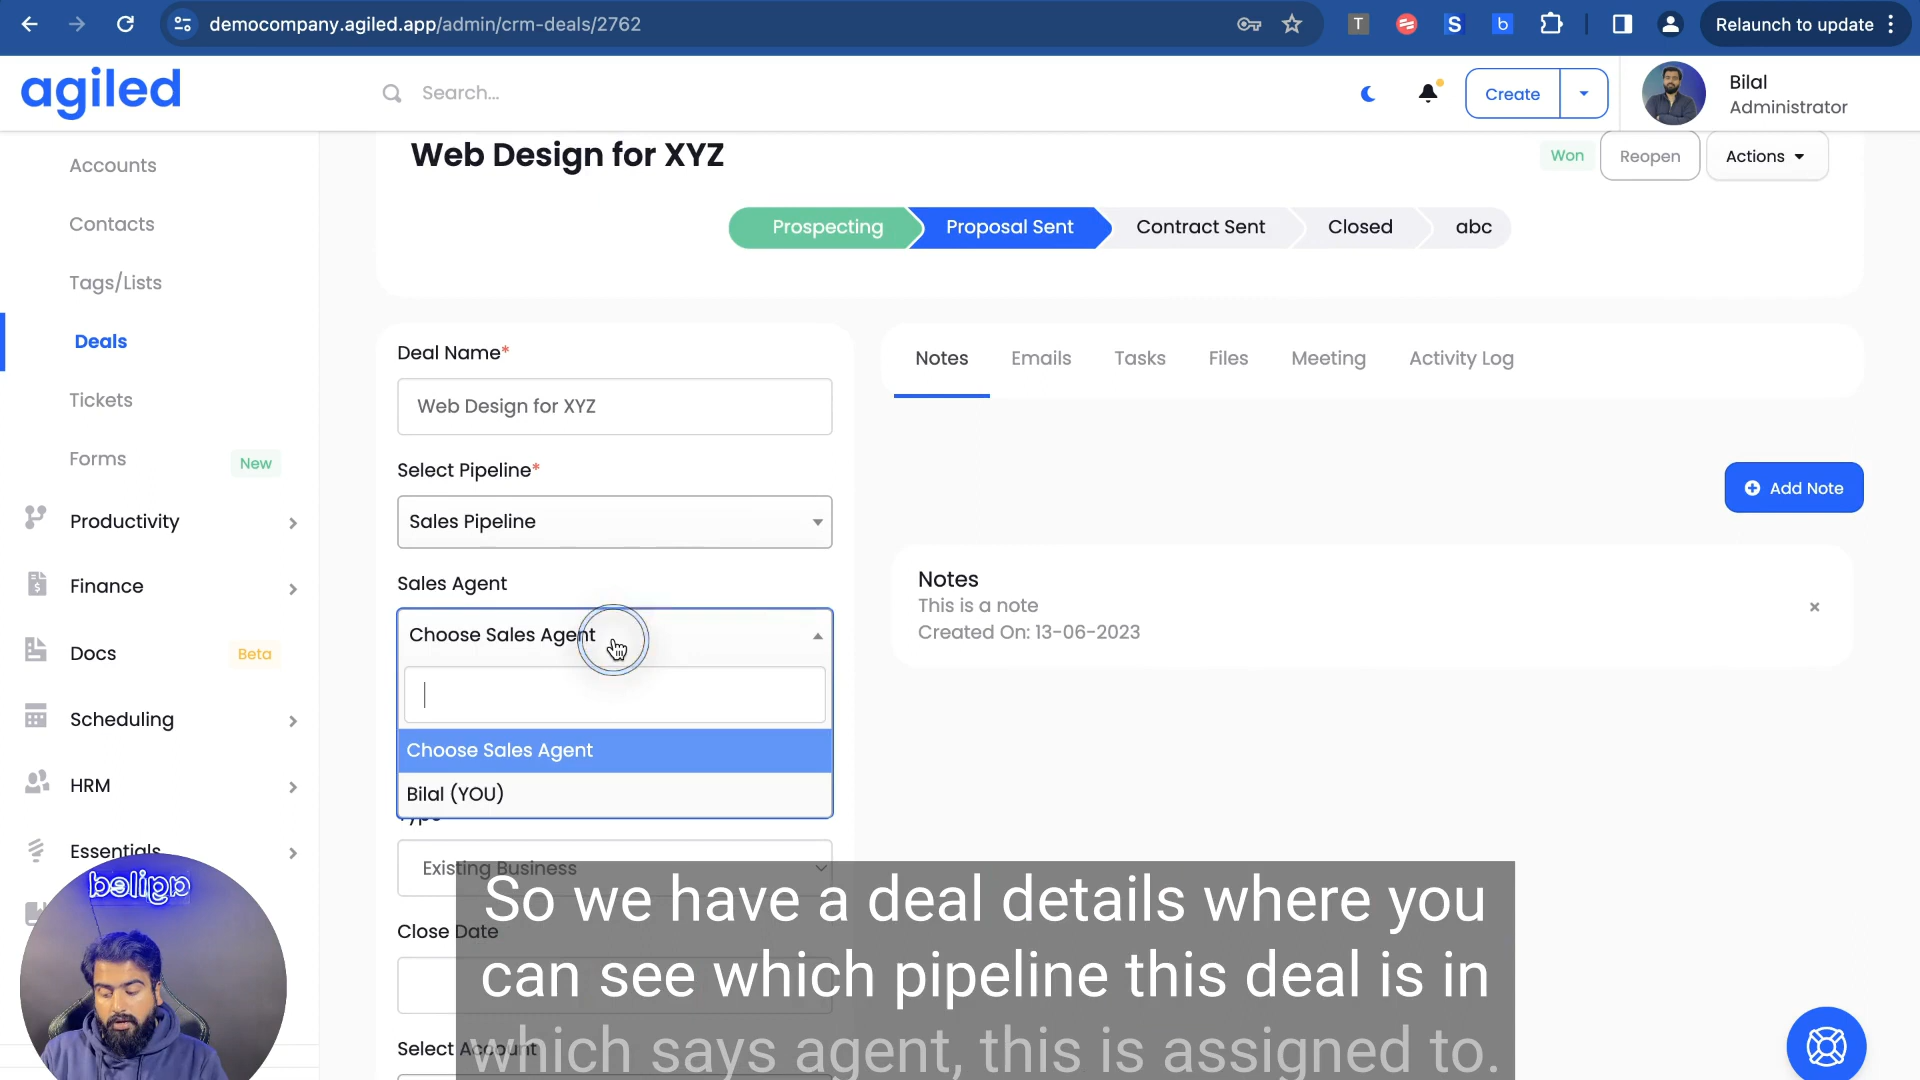 democompany.agiled.app/admin/crm-deals/2762
T
S
b
Relaunch to update
agiled
Search...
Create
Bilal
Administrator
Accounts
Contacts
Tags/Lists
Deals
Tickets
Forms
New
Productivity
Finance
Docs
Beta
Scheduling
HRM
Essentials
Web Design for XYZ
Won
Reopen
Actions
Prospecting
Proposal Sent
Contract Sent
Closed
abc
Deal Name*
Web Design for XYZ
Select Pipeline*
Sales Pipeline
Sales Agent
Choose Sales Agent
Choose Sales Agent
Bilal (YOU)
Type
Existing Business
Close Date
Select Account
Notes
Emails
Tasks
Files
Meeting
Activity Log
Add Note
Notes
This is a note
Created On: 13-06-2023
×
So we have a deal details where you
can see which pipeline this deal is in
which says agent, this is assigned to.